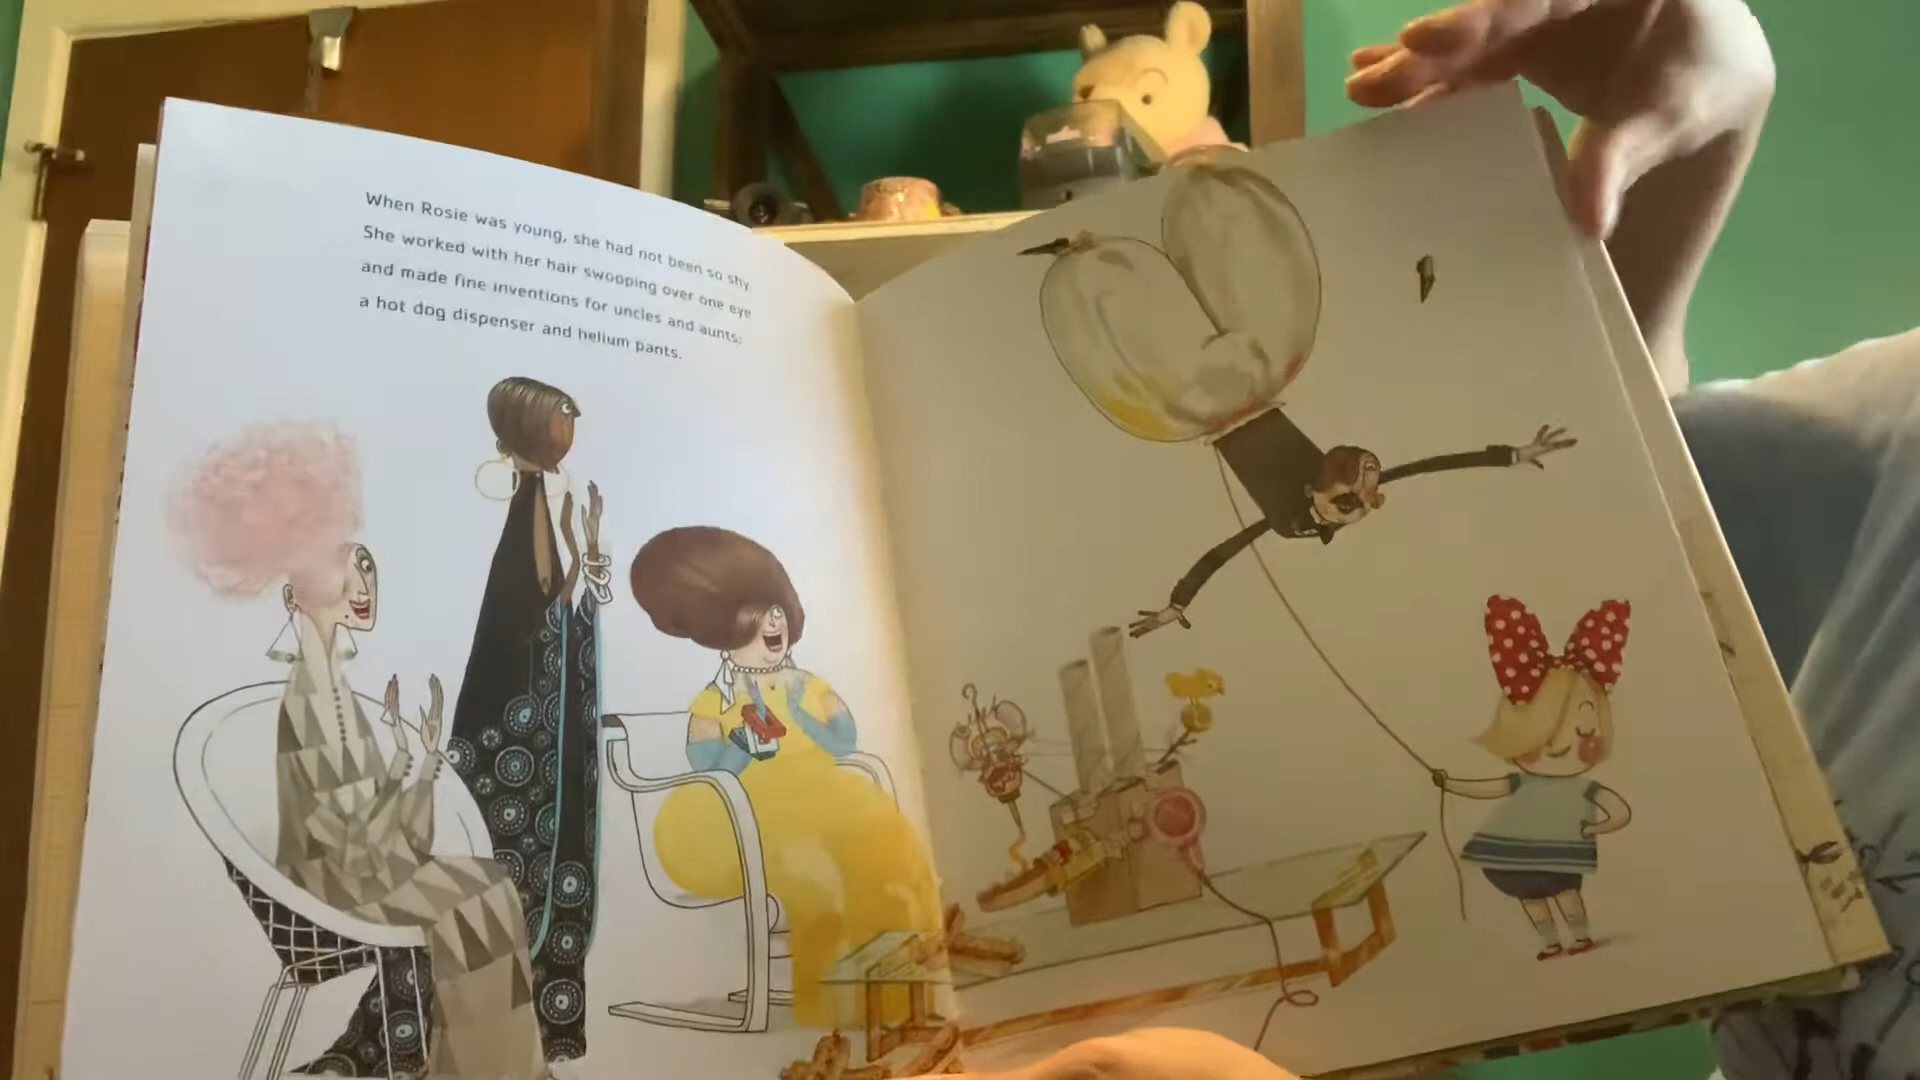 When Rosie was young, she had not been so shy.
She worked with her hair swooping over one eye
and made fine inventions for uncles and aunts:
a hot dog dispenser and helium pants.